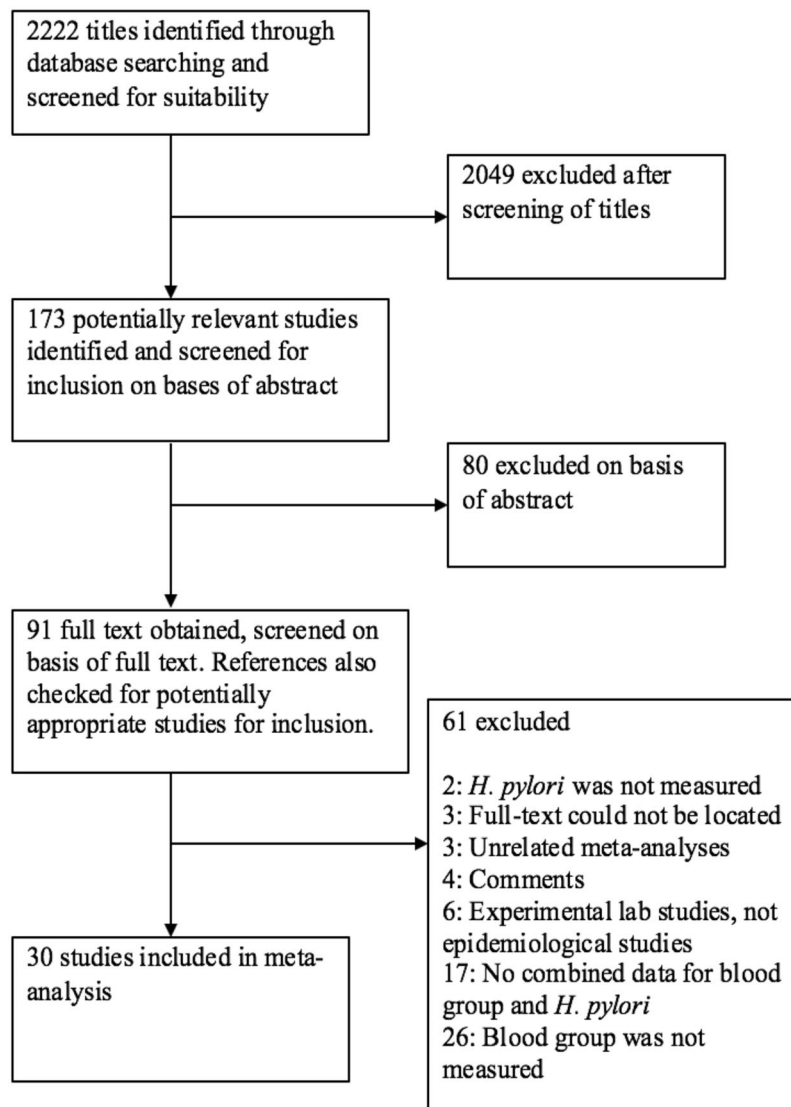 2222 titles identified through
database searching and
screened for suitability
2049 excluded after
screening of titles
173 potentially relevant studies
identified and screened for
inclusion on bases of abstract
80 excluded on basis
of abstract
91 full text obtained, screened on
basis of full text. References also
checked for potentially
appropriate studies for inclusion.
61 excluded
2: H. pylori was not measured
3: Full-text could not be located
3: Unrelated meta-analyses
4: Comments
6: Experimental lab studies, not
epidemiological studies
17: No combined data for blood
group and H. pylori
26: Blood group was not
measured
30 studies included in meta-
analysis